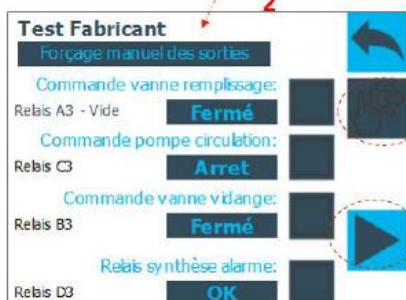 2
Test Fabricant
Forçage manuel des sorties
Commande vanne remplissage:
Relais A3 - Vide
Fermé
Commande pompe circulation:
Relais C3
Arret
Commande vanne vidange:
Relais B3
Fermé
Relais synthèse alarme:
Relais D3
OK